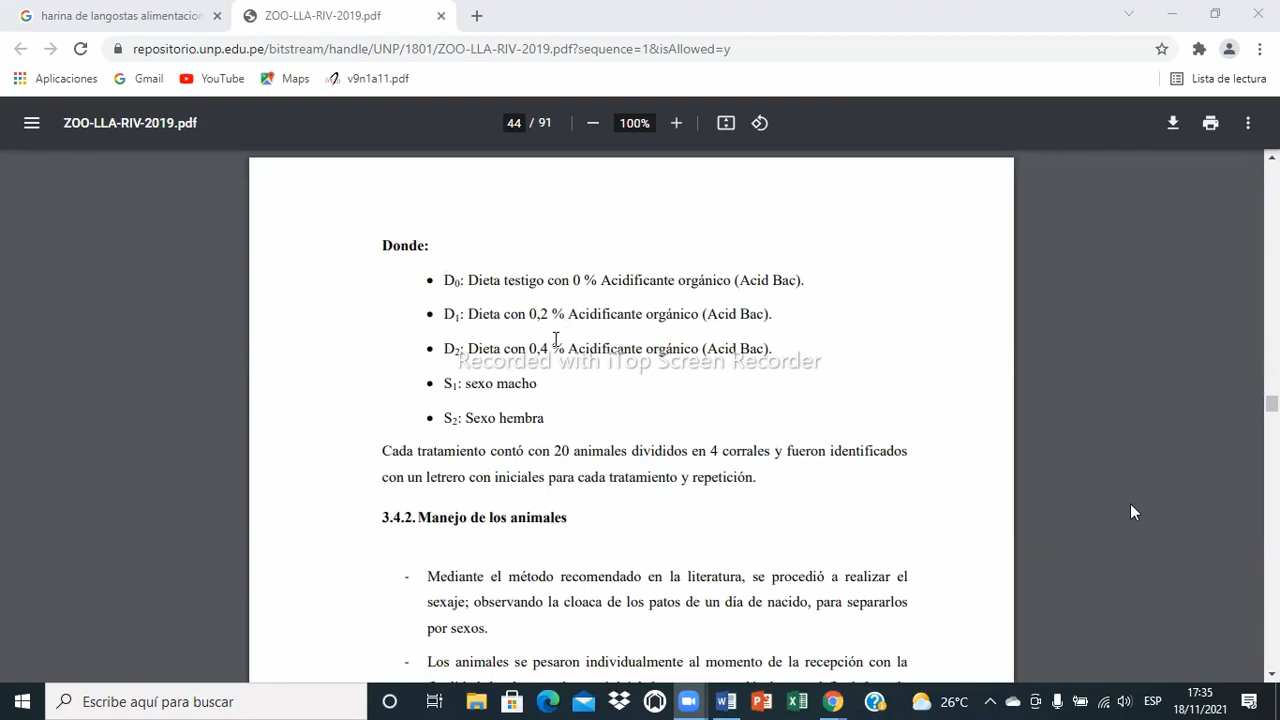 harina de langostas alimentacion
ZOO-LLA-RIV-2019.pdf
repositorio.unp.edu.pe/bitstream/handle/UNP/1801/ZOO-LLA-RIV-2019.pdf?sequence=1&isAllowed=y
Aplicaciones
Gmail
YouTube
Maps
v9n1a11.pdf
Lista de lectura
ZOO-LLA-RIV-2019.pdf
44 / 91
100%
Donde:
• D0: Dieta testigo con 0 % Acidificante orgánico (Acid Bac).
• D1: Dieta con 0,2 % Acidificante orgánico (Acid Bac).
• D2: Dieta con 0,4 % Acidificante orgánico (Acid Bac).
Recorded with iTop Screen Recorder
• S1: sexo macho
• S2: Sexo hembra
Cada tratamiento contó con 20 animales divididos en 4 corrales y fueron identificados
con un letrero con iniciales para cada tratamiento y repetición.
3.4.2. Manejo de los animales
- Mediante el método recomendado en la literatura, se procedió a realizar el
sexaje; observando la cloaca de los patos de un día de nacido, para separarlos
por sexos.
- Los animales se pesaron individualmente al momento de la recepción con la
Escribe aquí para buscar
26°C
ESP
17:35
18/11/2021